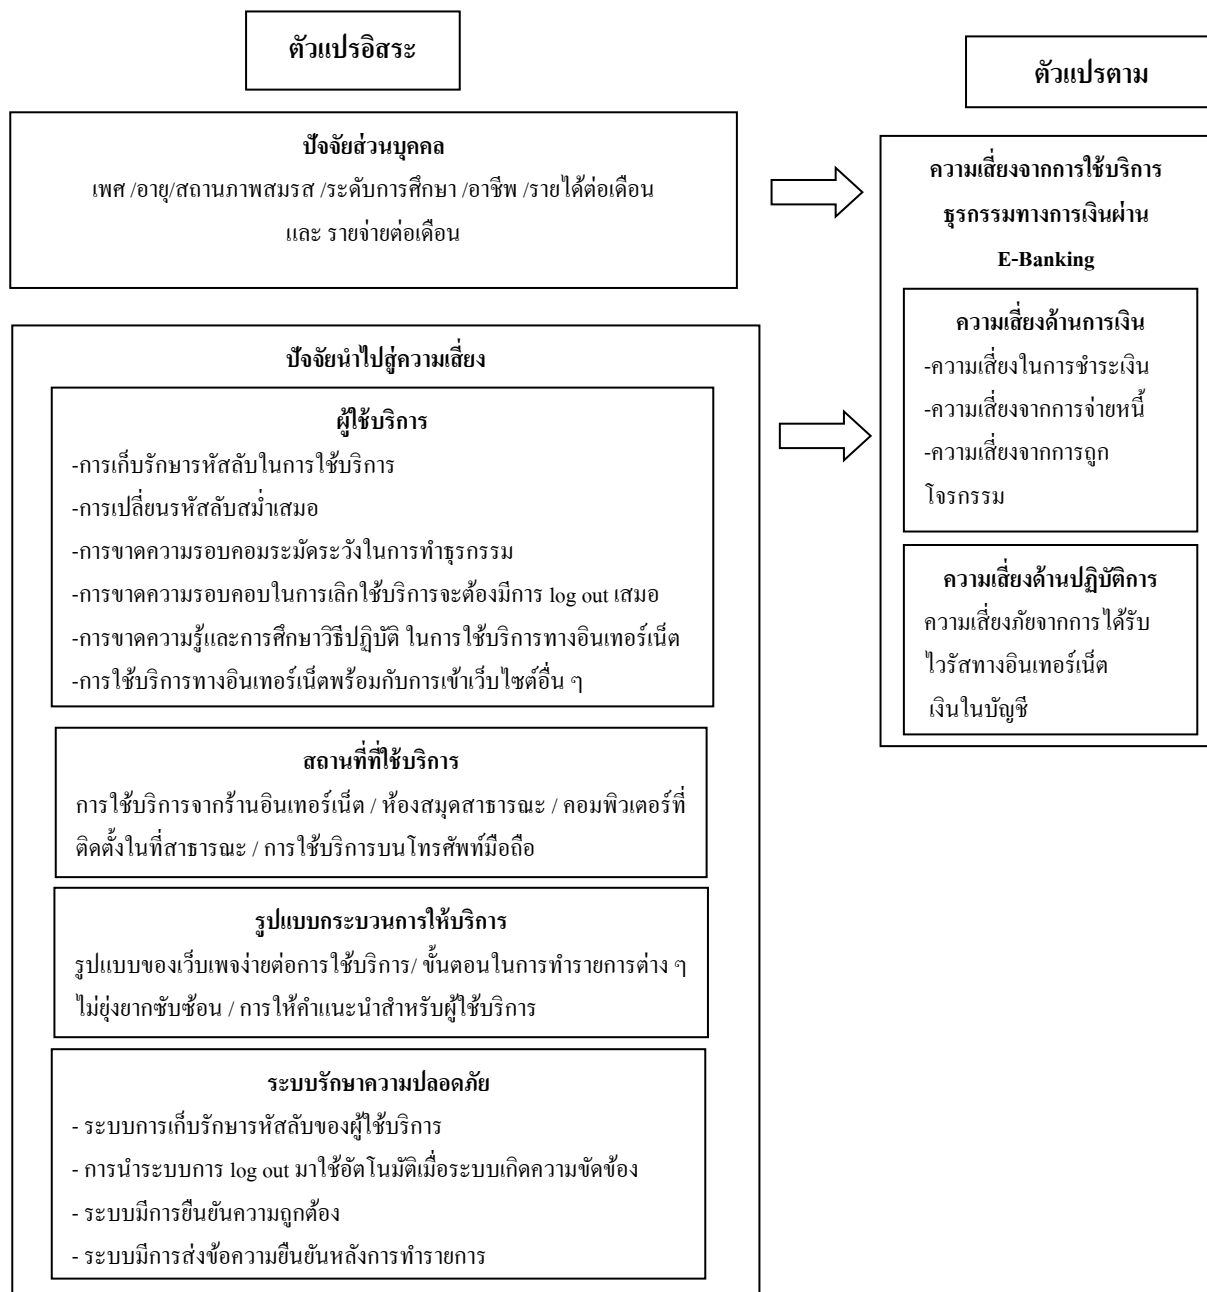 ตัวแปรอิสระ
ตัวแปรตาม
ปัจจัยส่วนบุคคล
เพศ /อายุ/สถานภาพสมรส /ระดับการศึกษา /อาชีพ /รายได้ต่อเดือน
และ รายจ่ายต่อเดือน
ปัจจัยนำไปสู่ความเสี่ยง
ผู้ใช้บริการ
-การเก็บรักษารหัสลับในการใช้บริการ
-การเปลี่ยนรหัสลับสม่ำเสมอ
-การขาดความรอบคอมระมัดระวังในการทำธุรกรรม
-การขาดความรอบคอบในการเลิกใช้บริการจะต้องมีการ log out เสมอ
-การขาดความรู้และการศึกษาวิธีปฏิบัติ ในการใช้บริการทางอินเทอร์เน็ต
-การใช้บริการทางอินเทอร์เน็ตพร้อมกับการเข้าเว็บไซต์อื่น ๆ
สถานที่ที่ใช้บริการ
การใช้บริการจากร้านอินเทอร์เน็ต / ห้องสมุดสาธารณะ / คอมพิวเตอร์ที่
ติดตั้งในที่สาธารณะ / การใช้บริการบนโทรศัพท์มือถือ
รูปแบบกระบวนการให้บริการ
รูปแบบของเว็บเพจง่ายต่อการใช้บริการ/ ขั้นตอนในการทำรายการต่าง ๆ
ไม่ยุ่งยากซับซ้อน / การให้คำแนะนำสำหรับผู้ใช้บริการ
ระบบรักษาความปลอดภัย
- ระบบการเก็บรักษารหัสลับของผู้ใช้บริการ
- การนำระบบการ log out มาใช้อัตโนมัติเมื่อระบบเกิดความขัดข้อง
- ระบบมีการยืนยันความถูกต้อง
- ระบบมีการส่งข้อความยืนยันหลังการทำรายการ
ความเสี่ยงจากการใช้บริการ
ธุรกรรมทางการเงินผ่าน
E-Banking
ความเสี่ยงด้านการเงิน
-ความเสี่ยงในการชำระเงิน
-ความเสี่ยงจากการจ่ายหนี้
-ความเสี่ยงจากการถูก
โจรกรรม
ความเสี่ยงด้านปฏิบัติการ
ความเสี่ยงภัยจากการได้รับ
ไวรัสทางอินเทอร์เน็ต
เงินในบัญชี